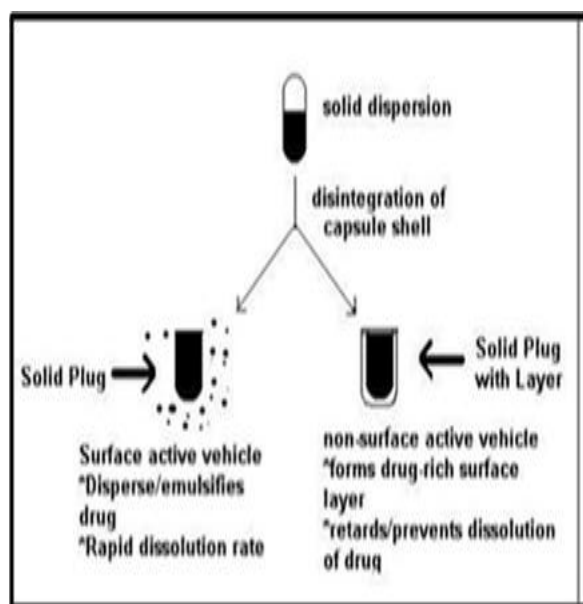 solid dispersion
disintegration of
capsule shell
Solid Plug
Solid Plug
with Layer
Surface active vehicle
*Disperse/emulsifies
drug
*Rapid dissolution rate
non-surface active vehicle
*forms drug-rich surface
layer
*retards/prevents dissolution
of drug